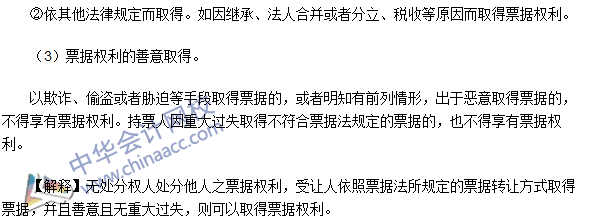 ②依其他法律规定而取得。如因继承、法人合并或者分立、税收等原因而取得票据权利。
（3）票据权利的善意取得。
以欺诈、偷盗或者胁迫等手段取得票据的，或者明知有前列情形，出于恶意取得票据的，
不得享有票据权利。持票人因重大过失取得不符合票据法规定的票据的，也不得享有票据权
利。
【解释】无处分权人处分他人之票据权利，受让人依照票据法所规定的票据转让方式取得
票据，并且善意且无重大过失，则可以取得票据权利。
中华会计网校
www.chinaacc.com